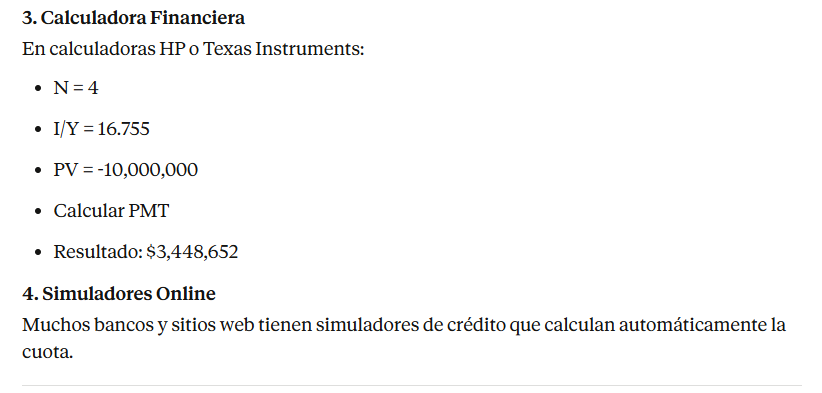 3. Calculadora Financiera
En calculadoras HP o Texas Instruments:
• N = 4
• I/Y = 16.755
• PV = -10,000,000
• Calcular PMT
• Resultado: $3,448,652
4. Simuladores Online
Muchos bancos y sitios web tienen simuladores de crédito que calculan automáticamente la
cuota.